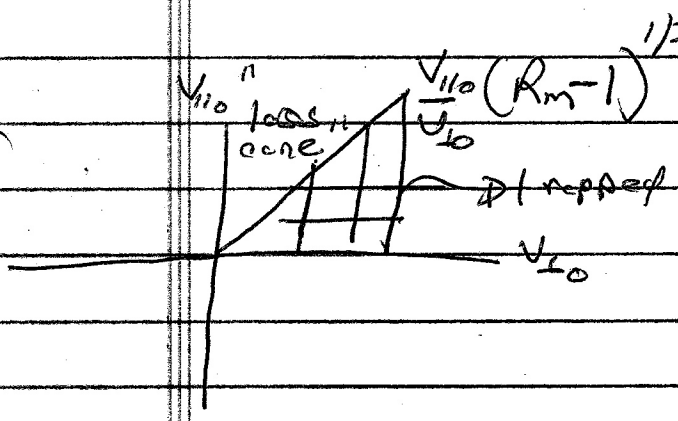 V∥₀ "loss" cone
V∥₀/V⊥₀ (Rm-1)^1/2
trapped
V⊥₀